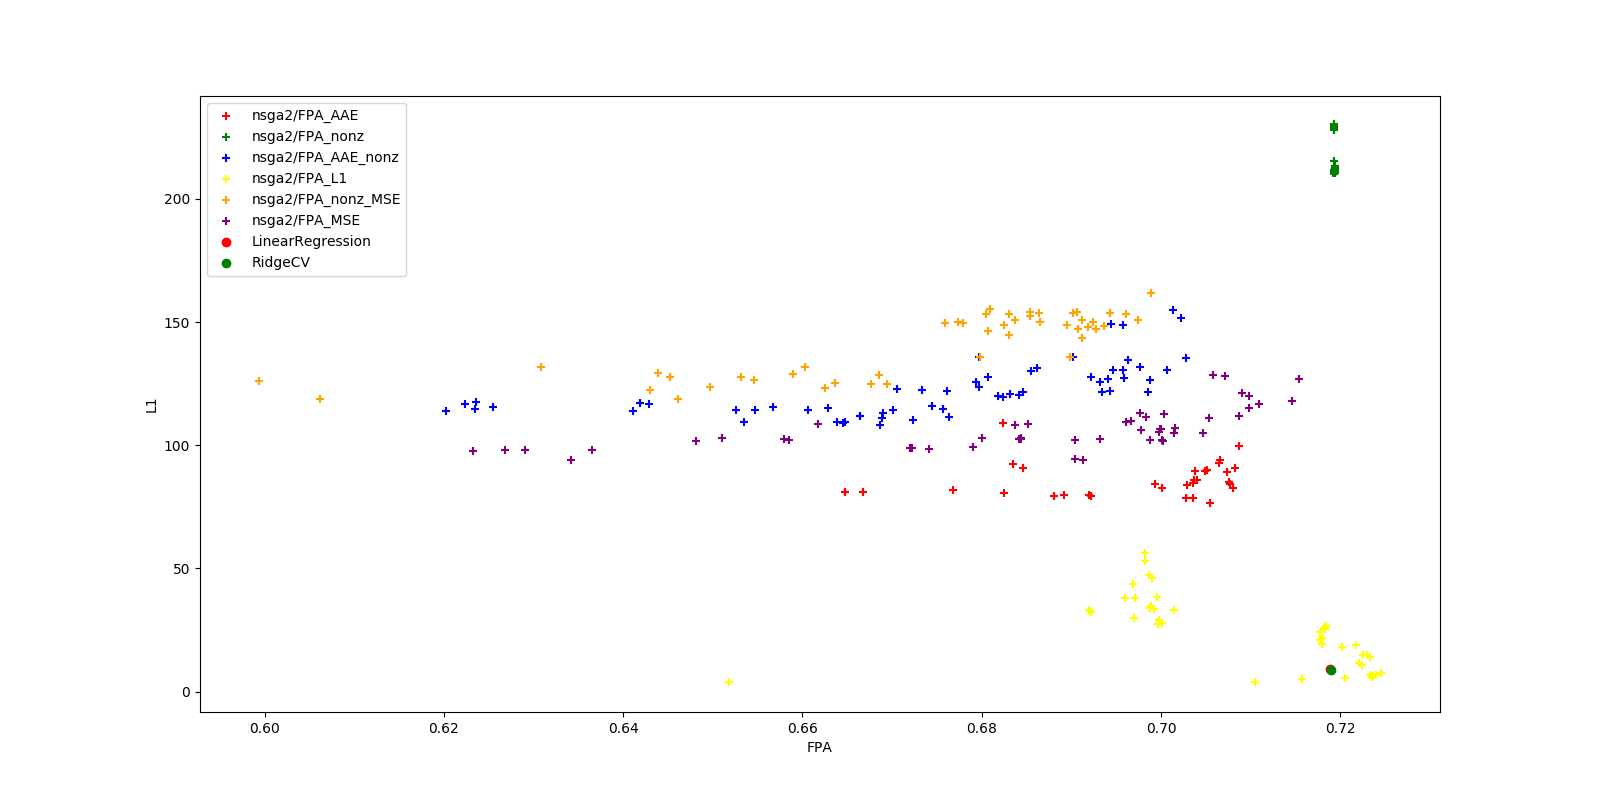 nsga2/FPA_AAE
nsga2/FPA_nonz
nsga2/FPA_AAE_nonz
nsga2/FPA_L1
nsga2/FPA_nonz_MSE
nsga2/FPA_MSE
LinearRegression
RidgeCV
200
150
100
50
0
L1
0.60 0.62 0.64 0.66 0.68 0.70 0.72
FPA